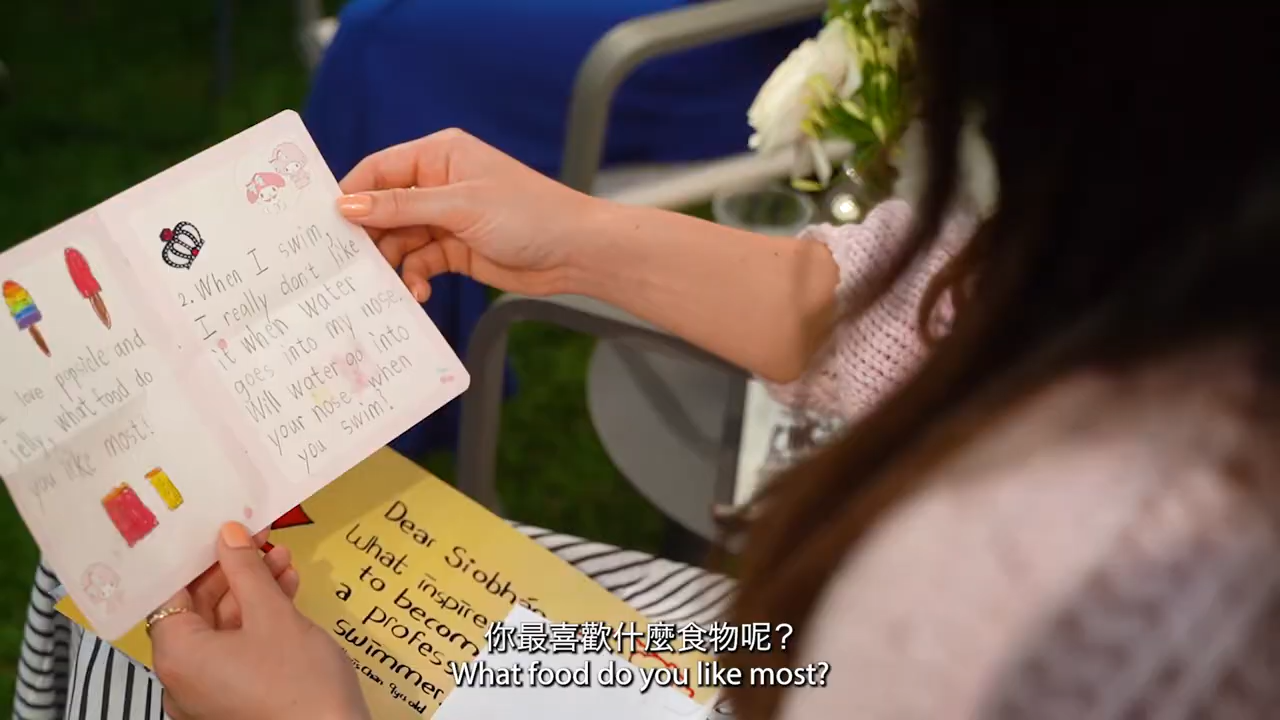 I love popsicle and
jelly, what food do
you like most?
2. When I swim,
I really don't like
it when water
goes into my nose.
Will water go into
your nose when
you swim?
Dear Siobhán
What inspire
to becom
a profess
swimmer
你最喜歡什麼食物呢？
What food do you like most?